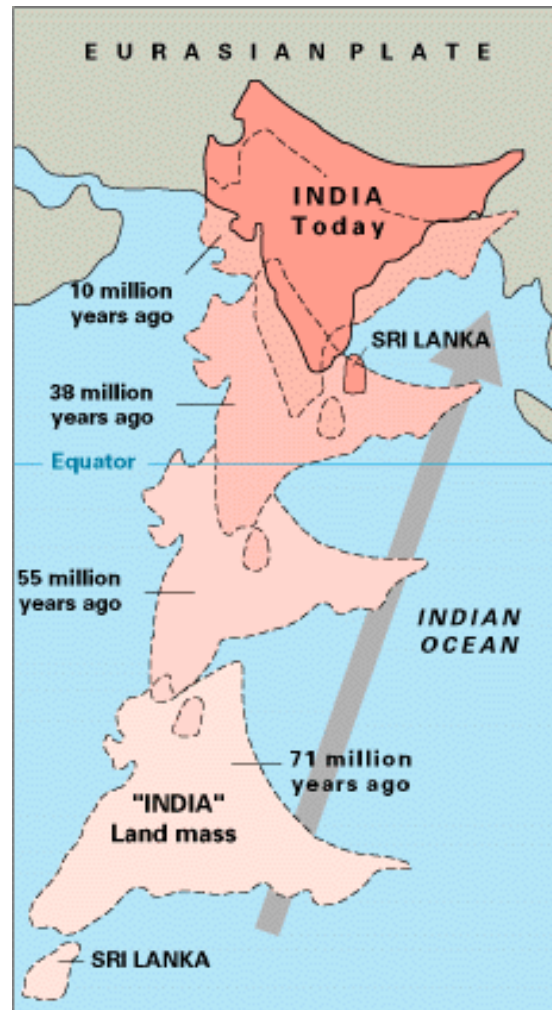 EURASIAN PLATE
INDIA
Today
10 million
years ago
SRI LANKA
38 million
years ago
Equator
55 million
years ago
INDIAN
OCEAN
71 million
years ago
"INDIA"
Land mass
SRI LANKA